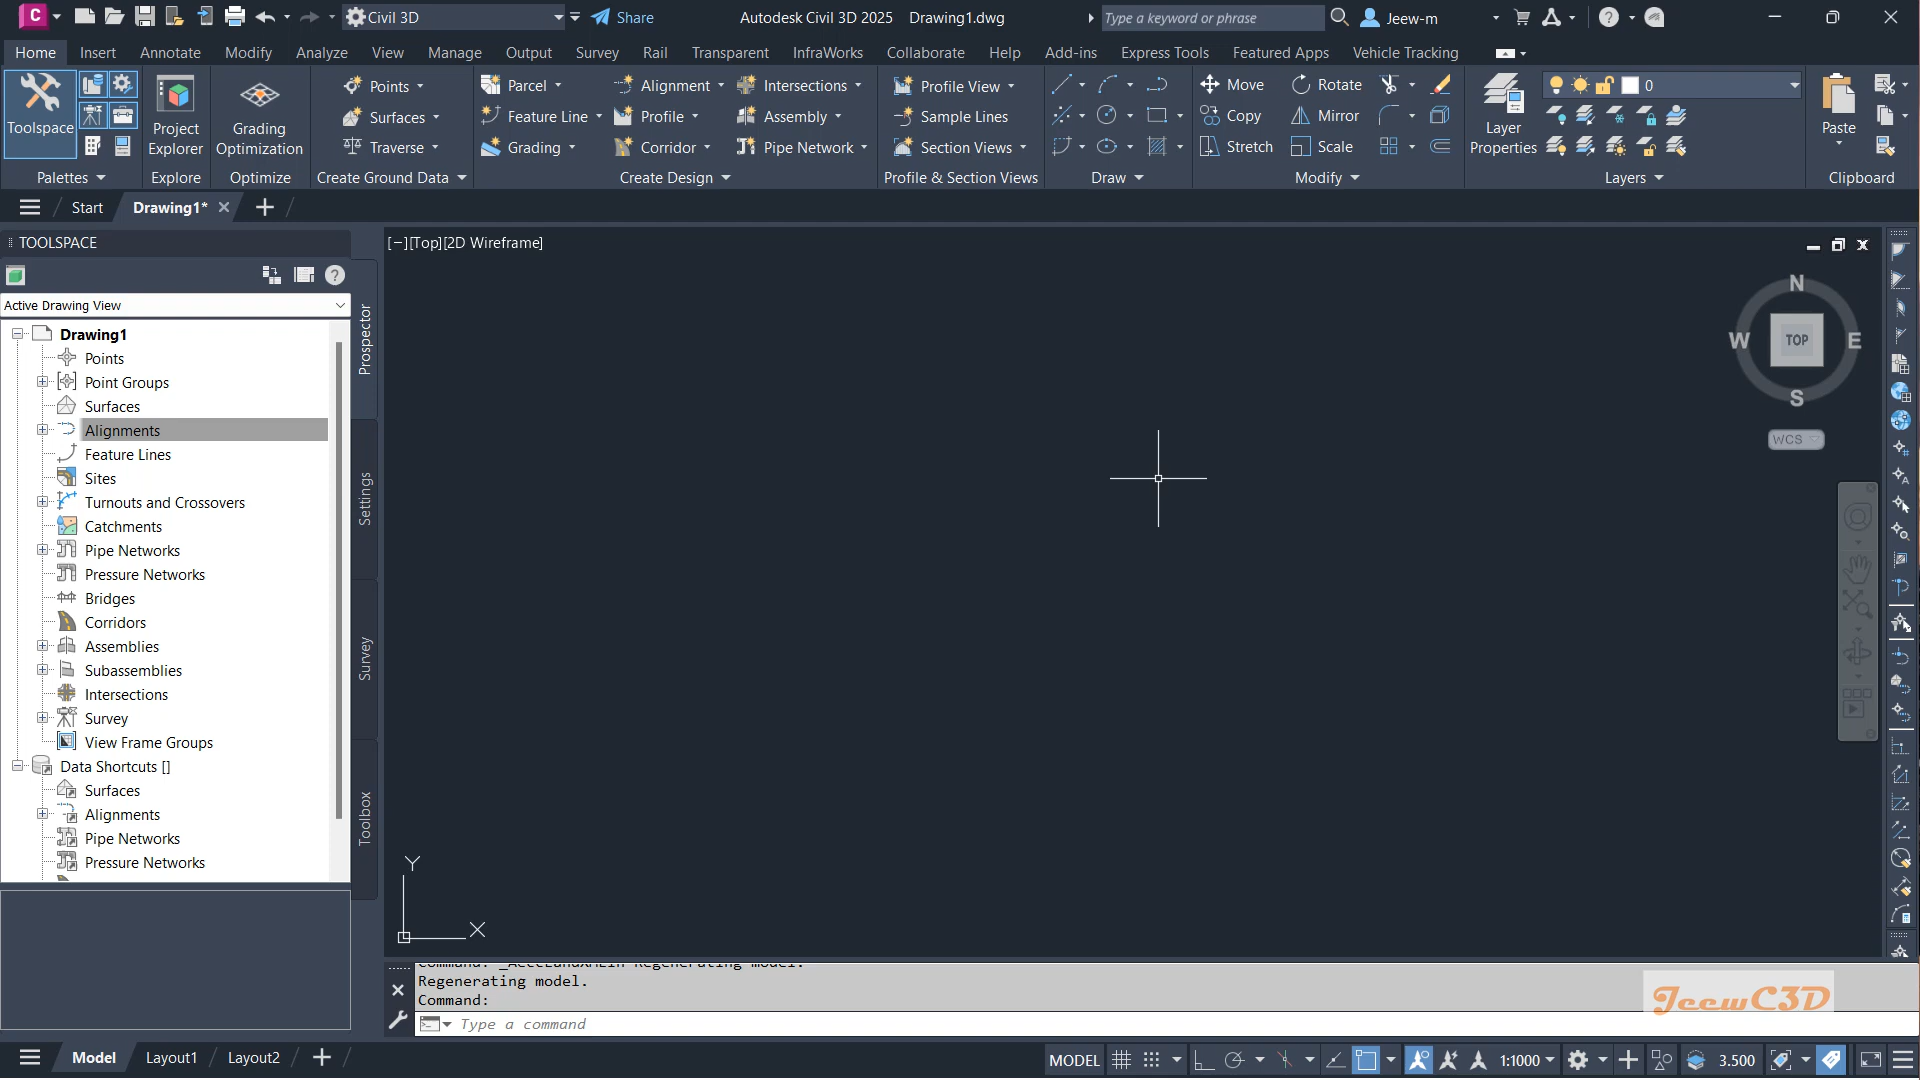 C
Civil 3D
Share
Autodesk Civil 3D 2025 Drawing1.dwg
Type a keyword or phrase
Jeew-m
Home Insert Annotate Modify Analyze View Manage Output Survey Rail Transparent InfraWorks Collaborate Help Add-ins Express Tools Featured Apps Vehicle Tracking
Toolspace
Palettes
Project
Explorer
Explore
Grading
Optimization
Optimize
Points
Surfaces
Traverse
Create Ground Data
Parcel
Feature Line
Grading
Alignment
Profile
Corridor
Intersections
Assembly
Pipe Network
Create Design
Profile View
Sample Lines
Section Views
Profile & Section Views
Draw
Move
Copy
Stretch
Rotate
Mirror
Scale
Modify
Layer
Properties
0
Layers
Paste
Clipboard
Start
Drawing1*
TOOLSPACE
Active Drawing View
Drawing1
Points
Point Groups
Surfaces
Alignments
Feature Lines
Sites
Turnouts and Crossovers
Catchments
Pipe Networks
Pressure Networks
Bridges
Corridors
Assemblies
Subassemblies
Intersections
Survey
View Frame Groups
Data Shortcuts []
Surfaces
Alignments
Pipe Networks
Pressure Networks
Prospector
Settings
Survey
Toolbox
[−][Top][2D Wireframe]
N
W
TOP
E
S
WCS
Y
X
Regenerating model.
Command:
Type a command
JeewC3D
Model Layout1 Layout2
MODEL
1:1000
3.500